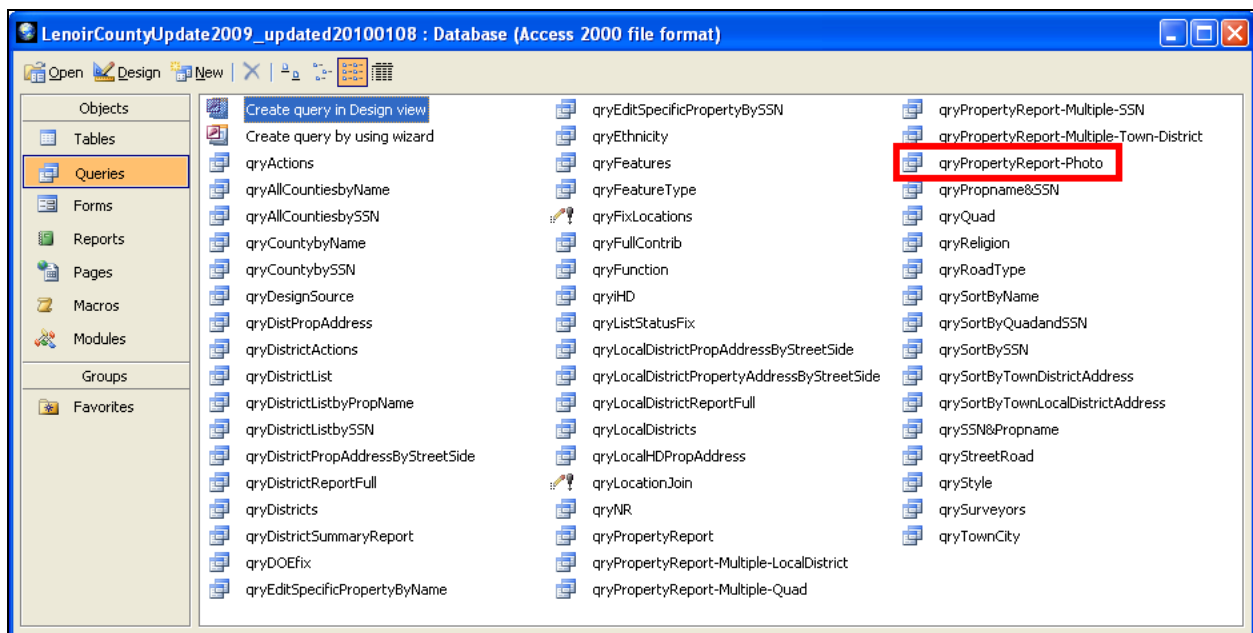 LenoirCountyUpdate2009_updated20100108 : Database (Access 2000 file format)
Open Design New
Objects
Tables
Queries
Forms
Reports
Pages
Macros
Modules
Groups
Favorites
Create query in Design view
Create query by using wizard
qryActions
qryAllCountiesbyName
qryAllCountiesbySSN
qryCountybyName
qryCountybySSN
qryDesignSource
qryDistPropAddress
qryDistrictActions
qryDistrictList
qryDistrictListbyPropName
qryDistrictListbySSN
qryDistrictPropAddressByStreetSide
qryDistrictReportFull
qryDistricts
qryDistrictSummaryReport
qryDOEfix
qryEditSpecificPropertyByName
qryEditSpecificPropertyBySSN
qryEthnicity
qryFeatures
qryFeatureType
qryFixLocations
qryFullContrib
qryFunction
qryiHD
qryListStatusFix
qryLocalDistrictPropAddressByStreetSide
qryLocalDistrictPropertyAddressByStreetSide
qryLocalDistrictReportFull
qryLocalDistricts
qryLocalHDPropAddress
qryLocationJoin
qryNR
qryPropertyReport
qryPropertyReport-Multiple-LocalDistrict
qryPropertyReport-Multiple-Quad
qryPropertyReport-Multiple-SSN
qryPropertyReport-Multiple-Town-District
qryPropertyReport-Photo
qryPropname&SSN
qryQuad
qryReligion
qryRoadType
qrySortByName
qrySortByQuadandSSN
qrySortBySSN
qrySortByTownDistrictAddress
qrySortByTownLocalDistrictAddress
qrySSN&Propname
qryStreetRoad
qryStyle
qrySurveyors
qryTownCity